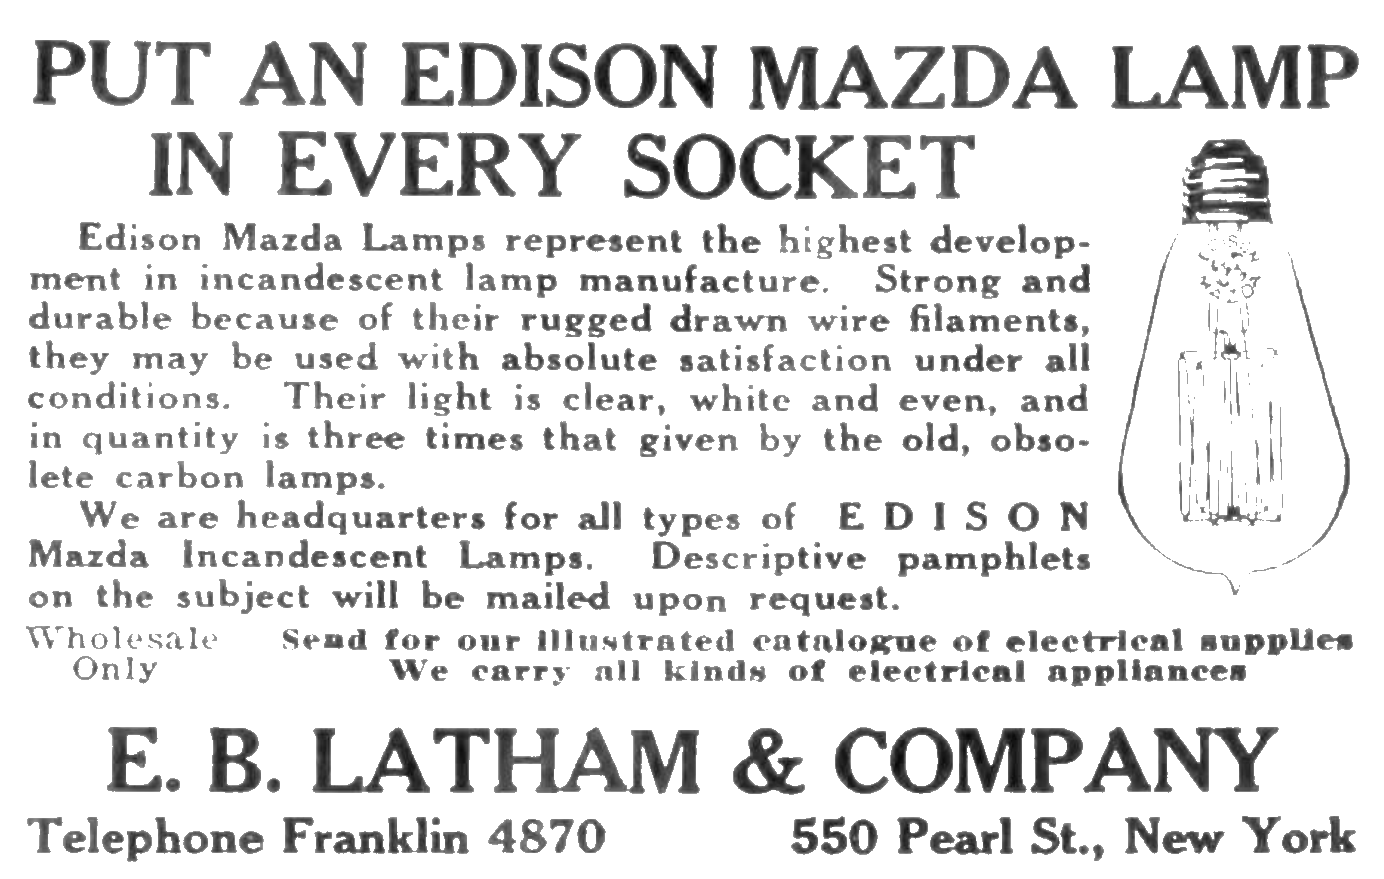 PUT AN EDISON MAZDA LAMP
IN EVERY SOCKET
Edison Mazda Lamps represent the highest develop-
ment in incandescent lamp manufacture. Strong and
durable because of their rugged drawn wire filaments,
they may be used with absolute satisfaction under all
conditions. Their light is clear, white and even, and
in quantity is three times that given by the old, obso-
lete carbon lamps.
We are headquarters for all types of EDISON
Mazda Incandescent Lamps. Descriptive pamphlets
on the subject will be mailed upon request.
Wholesale
Only
Send for our illustrated catalogue of electrical supplies
We carry all kinds of electrical appliances
E. B. LATHAM & COMPANY
Telephone Franklin 4870
550 Pearl St., New York